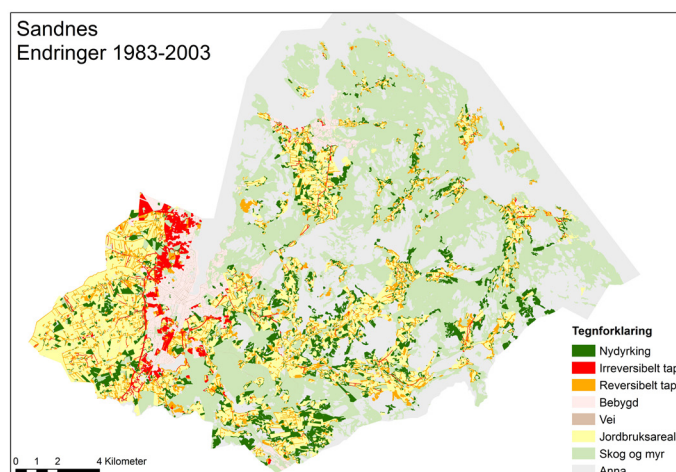 Sandnes
Endringer 1983-2003
Tegnforklaring
Nydyrking
Irreversibelt tap
Reversibelt tap
Bebygd
Vei
Jordbruksareal
Skog og myr
Anna
0 1 2 4 Kilometer